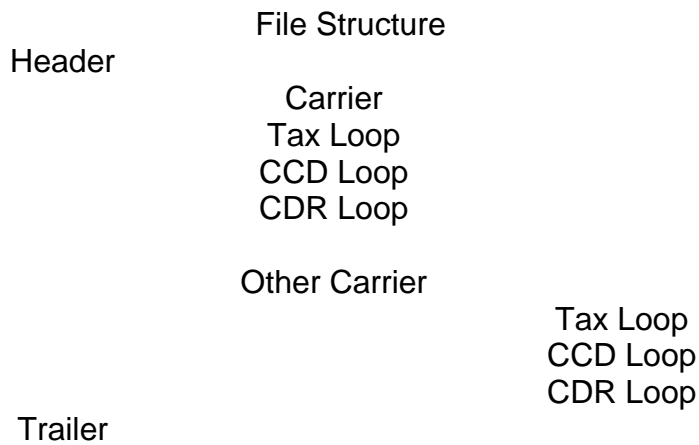 File Structure
Header
Carrier
Tax Loop
CCD Loop
CDR Loop
Other Carrier
Tax Loop
CCD Loop
CDR Loop
Trailer